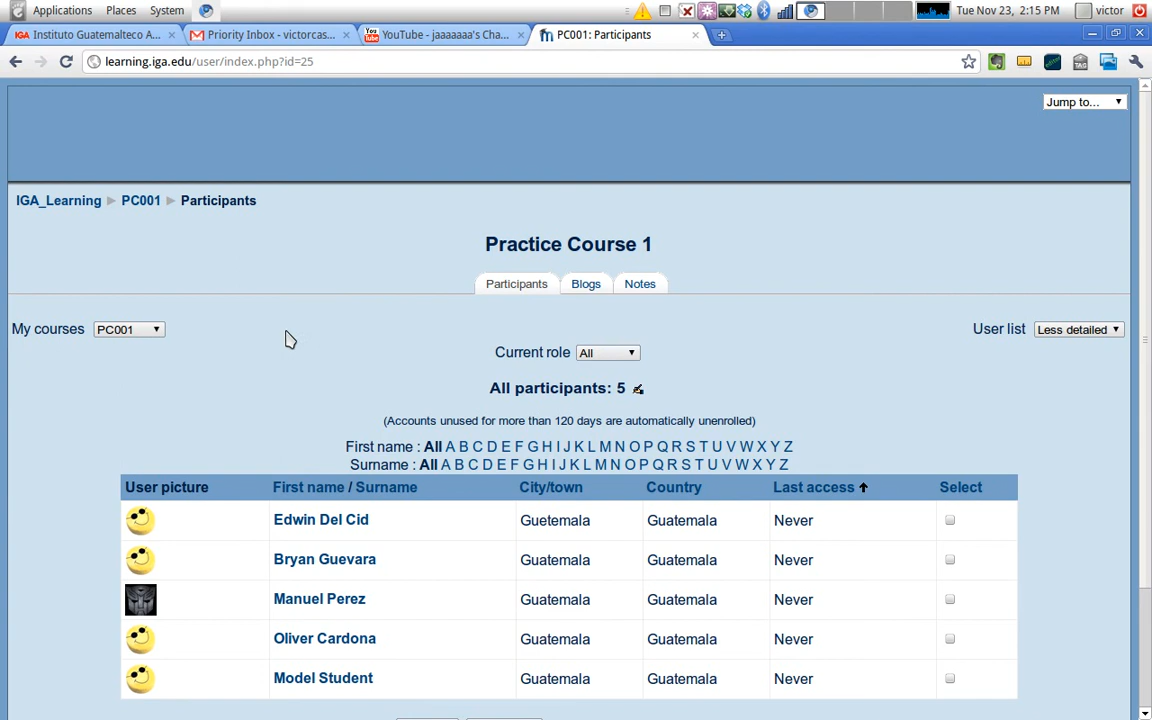 Applications Places System Tue Nov 23, 2:15 PM victor
IGA Instituto Guatemalteco A... Priority Inbox - victorcas... YouTube - jaaaaaaa's Cha... PC001: Participants
learning.iga.edu/user/index.php?id=25
Jump to...
IGA_Learning PC001 Participants
Practice Course 1
Participants Blogs Notes
My courses PC001 User list Less detailed
Current role All
All participants: 5
(Accounts unused for more than 120 days are automatically unenrolled)
First name : All A B C D E F G H I J K L M N O P Q R S T U V W X Y Z
Surname : All A B C D E F G H I J K L M N O P Q R S T U V W X Y Z
User picture First name / Surname City/town Country Last access Select
Edwin Del Cid Guetemala Guatemala Never
Bryan Guevara Guatemala Guatemala Never
Manuel Perez Guatemala Guatemala Never
Oliver Cardona Guatemala Guatemala Never
Model Student Guatemala Guatemala Never